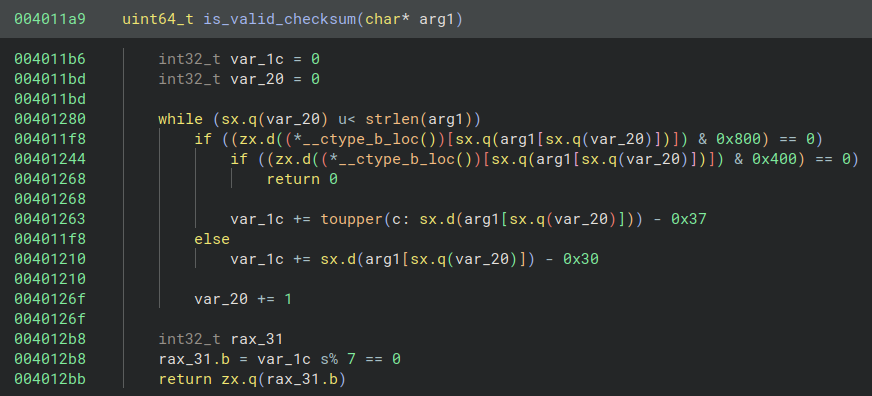 004011a9 uint64_t is_valid_checksum(char* arg1)
004011b6 int32_t var_1c = 0
004011bd int32_t var_20 = 0
004011bd
00401280 while (sx.q(var_20) u< strlen(arg1))
004011f8 if ((zx.d((*__ctype_b_loc())[sx.q(arg1[sx.q(var_20)])]) & 0x800) == 0)
00401244 if ((zx.d((*__ctype_b_loc())[sx.q(arg1[sx.q(var_20)])]) & 0x400) == 0)
00401268 return 0
00401268
00401263 var_1c += toupper(c: sx.d(arg1[sx.q(var_20)])) - 0x37
004011f8 else
00401210 var_1c += sx.d(arg1[sx.q(var_20)]) - 0x30
00401210
0040126f var_20 += 1
0040126f
004012b8 int32_t rax_31
004012b8 rax_31.b = var_1c s% 7 == 0
004012bb return zx.q(rax_31.b)